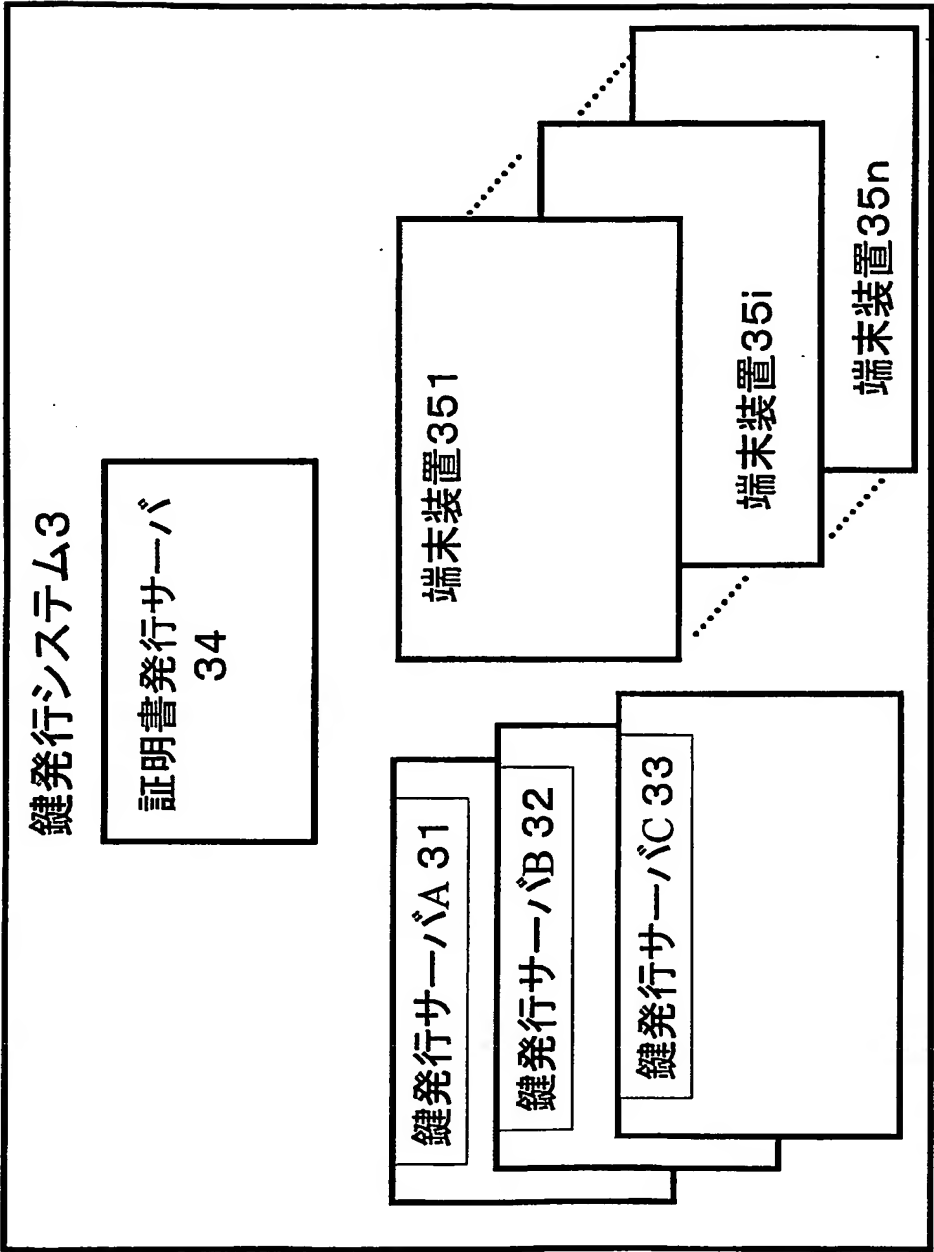 鍵発行システム3
証明書発行サーバ
34
鍵発行サーバA 31
鍵発行サーバB 32
鍵発行サーバC 33
端末装置351
端末装置35i
端末装置35n